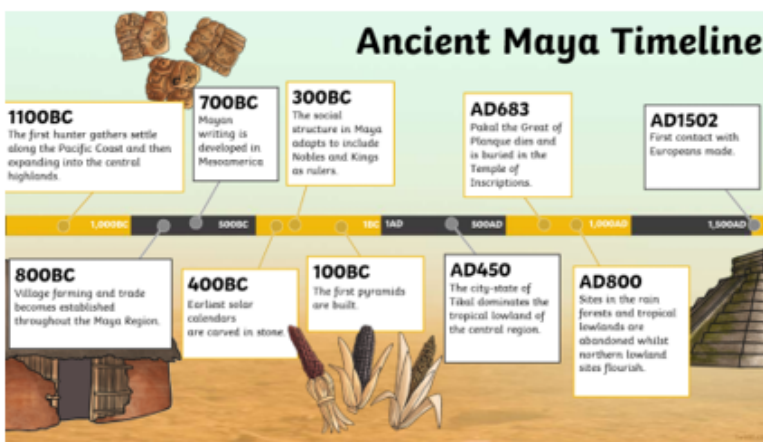 Ancient Maya Timeline
1100BC
The first hunter gathers settle
along the Pacific Coast and then
expanding into the central
highlands.
700BC
Mayan
writing is
developed in
Mesoamerica
300BC
The social
structure in Maya
adapts to include
Nobles and Kings
as rulers.
AD683
Pakal the Great of
Planque dies and
is buried in the
Temple of
Inscriptions.
AD1502
First contact with
Europeans made.
1,000BC
500BC
1BC
1AD
500AD
1,000AD
1,500AD
800BC
Village farming and trade
becomes established
throughout the Maya Region.
400BC
Earliest solar
calendars
are carved in stone.
100BC
The first pyramids
are built.
AD450
The city-state of
Tikal dominates the
tropical lowland of
the central region.
AD800
Sites in the rain
forests and tropical
lowlands are
abandoned whilst
northern lowland
sites flourish.